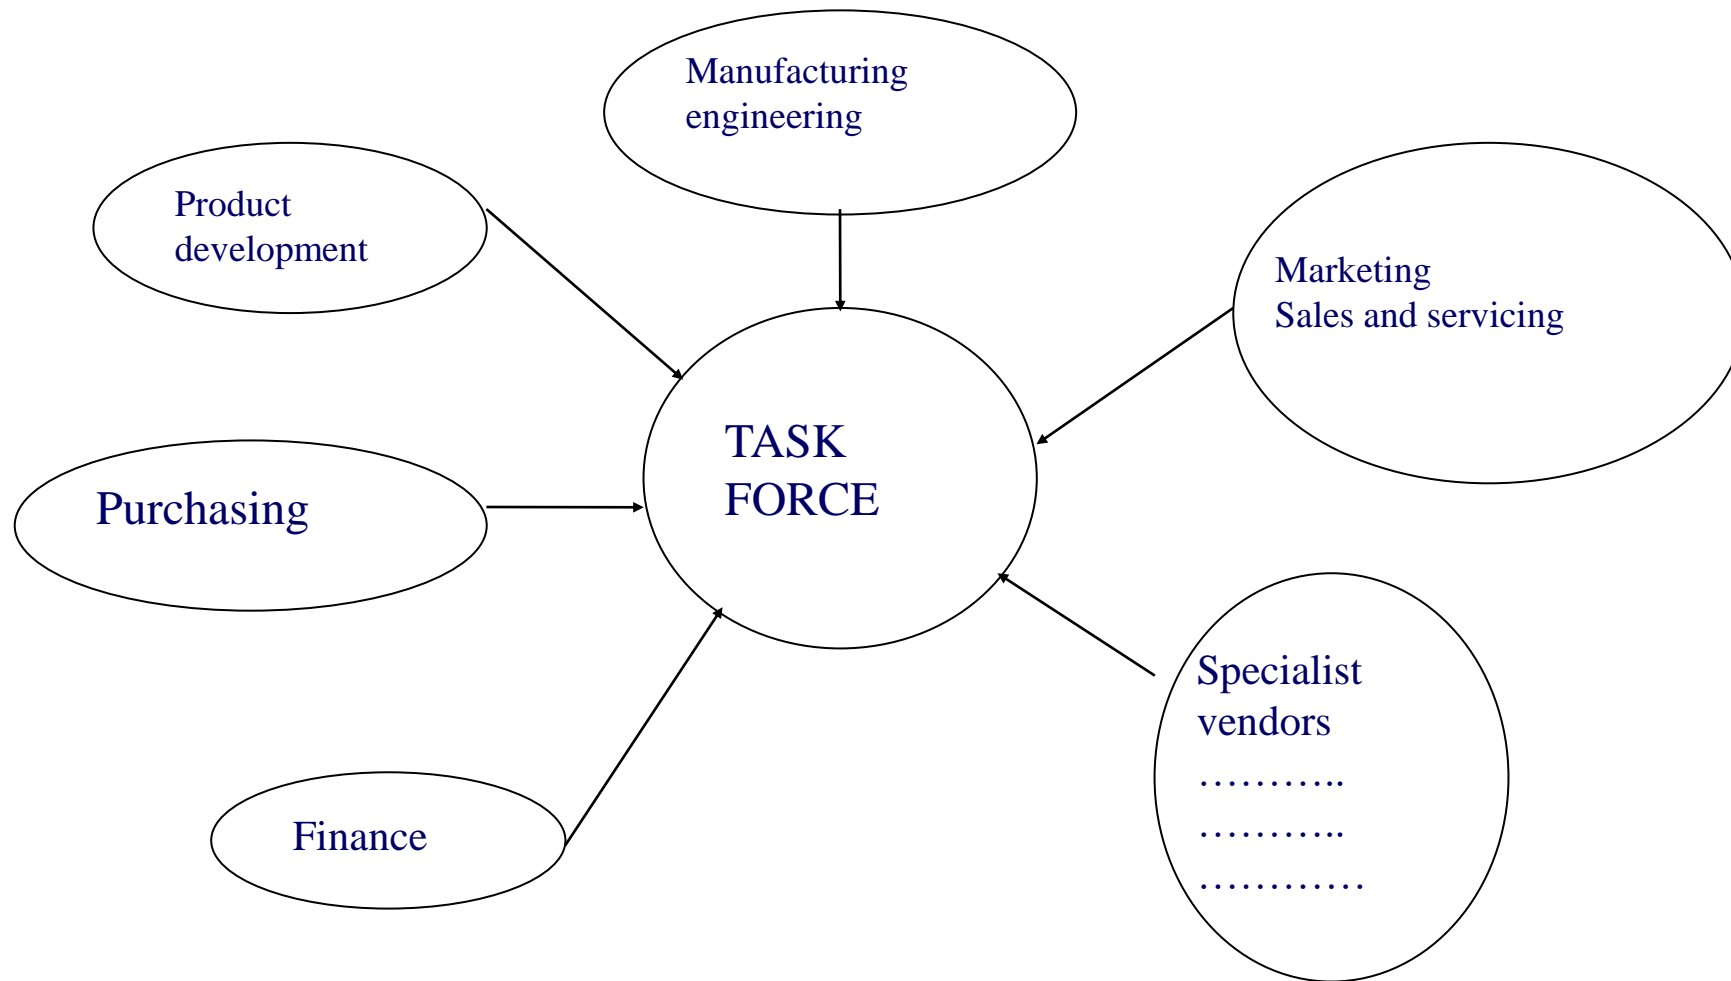 Manufacturing
engineering
Product
development
Marketing
Sales and servicing
TASK
FORCE
Purchasing
Specialist
vendors
………..
………..
…………
Finance